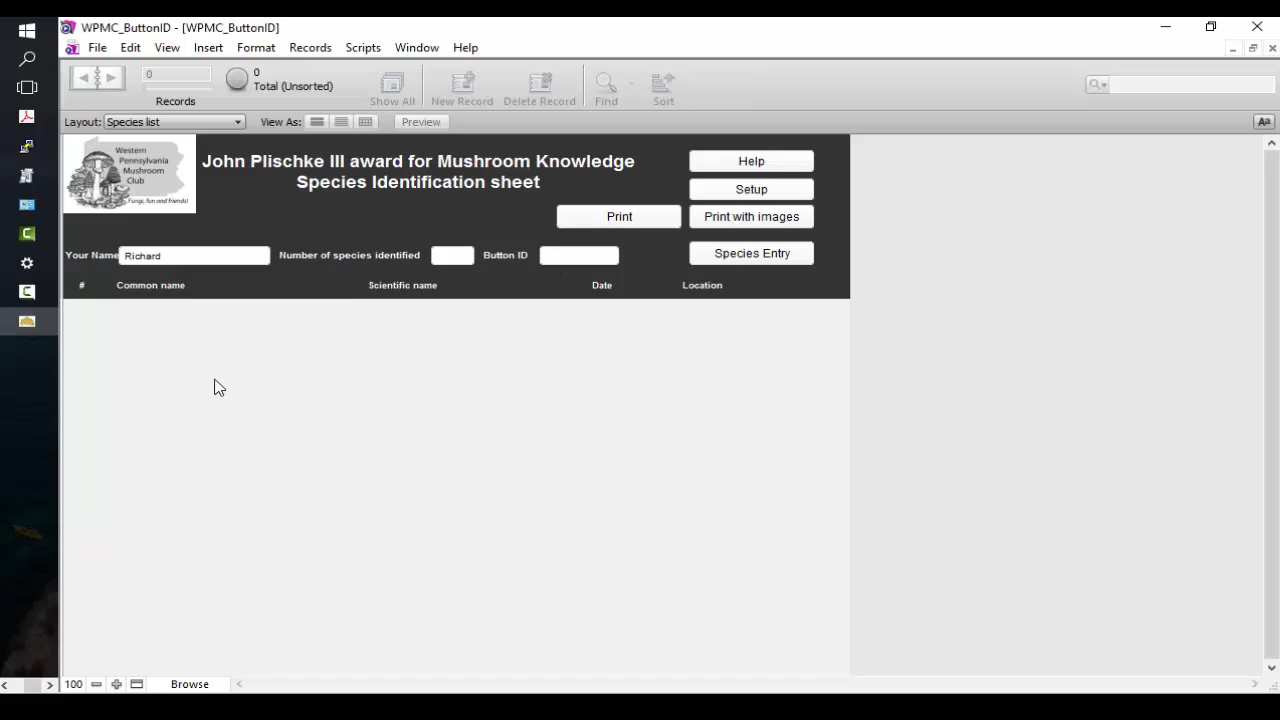 WPMC_ButtonID - [WPMC_ButtonID]
File Edit View Insert Format Records Scripts Window Help
0
0
Total (Unsorted)
Records
Show All
New Record
Delete Record
Find
Sort
Layout: Species list
View As:
Preview
Aa
Western
Pennsylvania
Mushroom
Club
Fungi, fun and friends!
John Plischke III award for Mushroom Knowledge
Species Identification sheet
Help
Setup
Print
Print with images
Your Name Richard
Number of species identified
Button ID
Species Entry
# Common name Scientific name Date Location
100
Browse